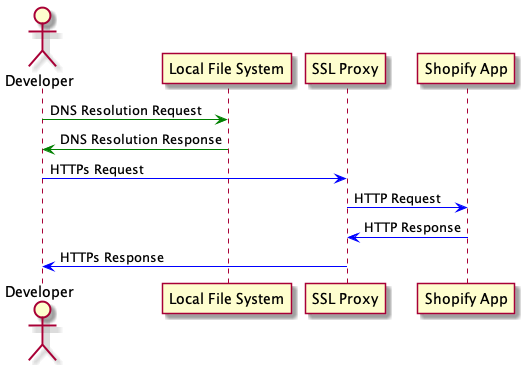 Developer
Local File System
SSL Proxy
Shopify App
DNS Resolution Request
DNS Resolution Response
HTTPs Request
HTTP Request
HTTP Response
HTTPs Response
Developer
Local File System
SSL Proxy
Shopify App